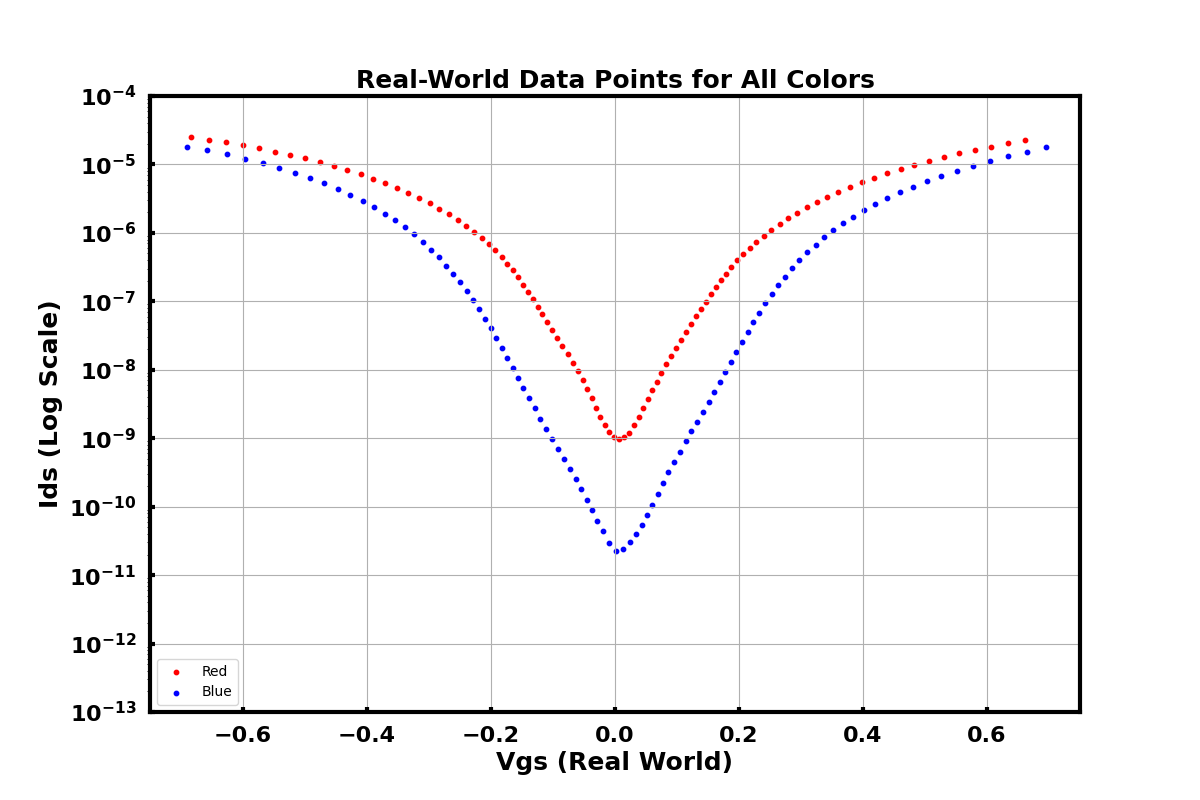 Real-World Data Points for All Colors
Ids (Log Scale)
10⁻⁴
10⁻⁵
10⁻⁶
10⁻⁷
10⁻⁸
10⁻⁹
10⁻¹⁰
10⁻¹¹
10⁻¹²
10⁻¹³
Red
Blue
−0.6 −0.4 −0.2 0.0 0.2 0.4 0.6
Vgs (Real World)